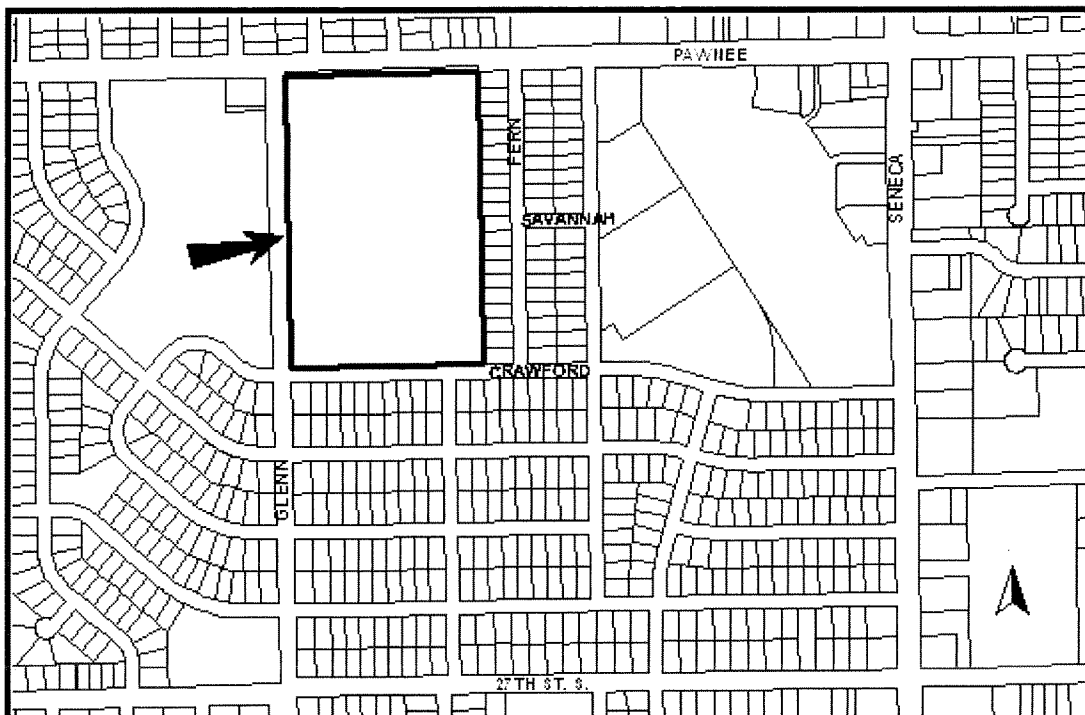 PAWNEE
FERN
SENECA
SAVANNAH
CRAWFORD
GLENN
27TH ST. S.